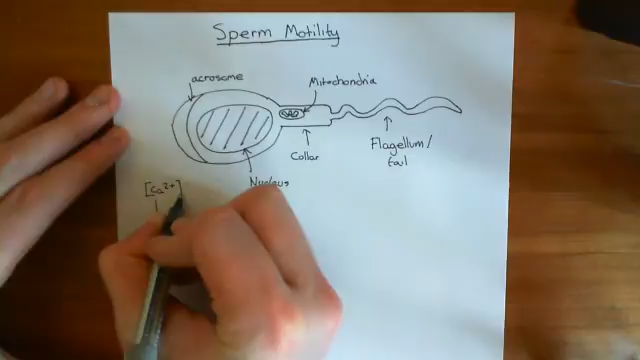 Sperm Motility
acrosome
Mitochondria
Collar
Flagellum/
tail
Nucleus
[Ca2+]